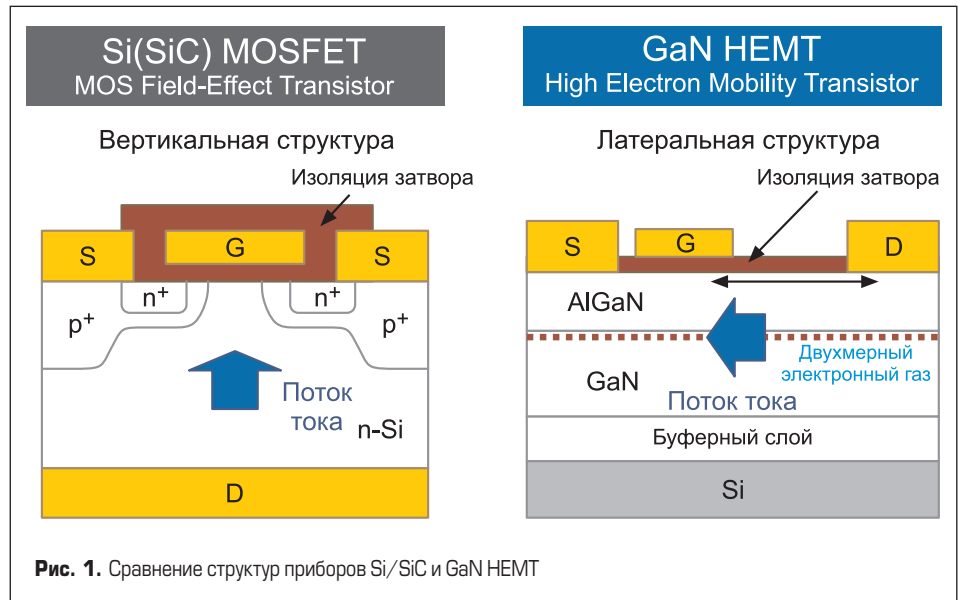 Si(SiC) MOSFET
MOS Field-Effect Transistor
Вертикальная структура
Изоляция затвора
S
G
S
n+
n+
p+
p+
Поток
тока
n-Si
D
GaN HEMT
High Electron Mobility Transistor
Латеральная структура
Изоляция затвора
S
G
D
AlGaN
Двухмерный
электронный газ
GaN
Поток тока
Буферный слой
Si
Рис. 1. Сравнение структур приборов Si/SiC и GaN HEMT